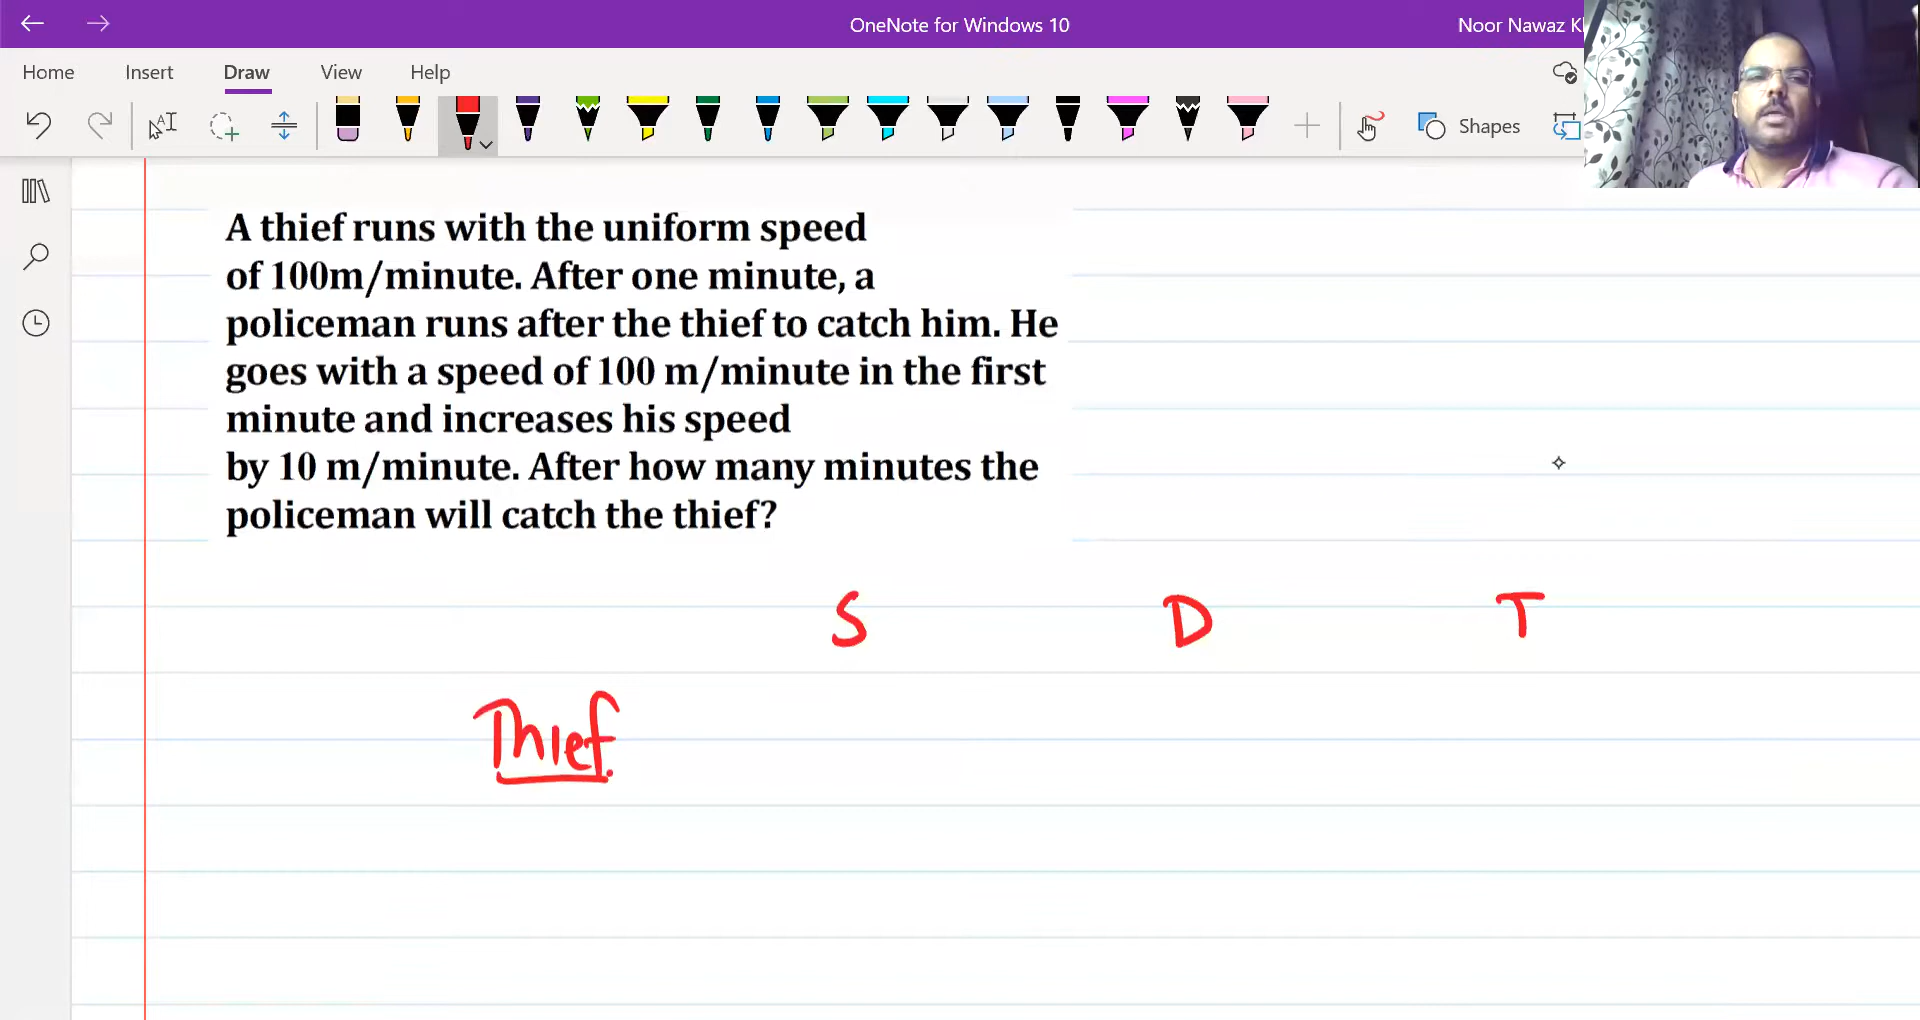 OneNote for Windows 10
Noor Nawaz
Home Insert Draw View Help
Shapes
A thief runs with the uniform speed
of 100m/minute. After one minute, a
policeman runs after the thief to catch him. He
goes with a speed of 100 m/minute in the first
minute and increases his speed
by 10 m/minute. After how many minutes the
policeman will catch the thief?
S D T
Thief.